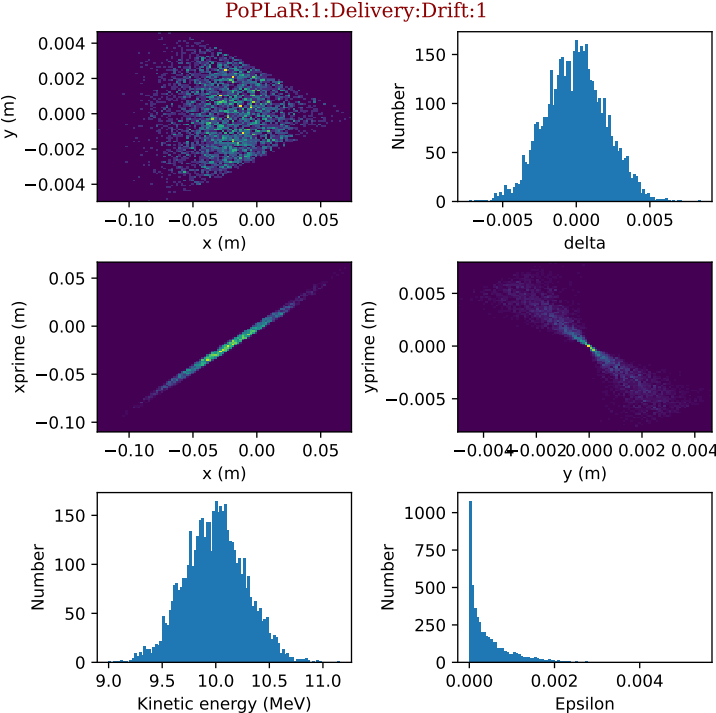 PoPLaR:1:Delivery:Drift:1
0.004
0.002
0.000
−0.002
−0.004
y (m)
−0.10 −0.05 0.00 0.05
x (m)
150
100
50
0
Number
−0.005 0.000 0.005
delta
0.05
0.00
−0.05
−0.10
xprime (m)
−0.10 −0.05 0.00 0.05
x (m)
0.005
0.000
−0.005
yprime (m)
−0.004 −0.002 0.000 0.002 0.004
y (m)
150
100
50
0
Number
9.0 9.5 10.0 10.5 11.0
Kinetic energy (MeV)
1000
750
500
250
0
Number
0.000 0.002 0.004
Epsilon